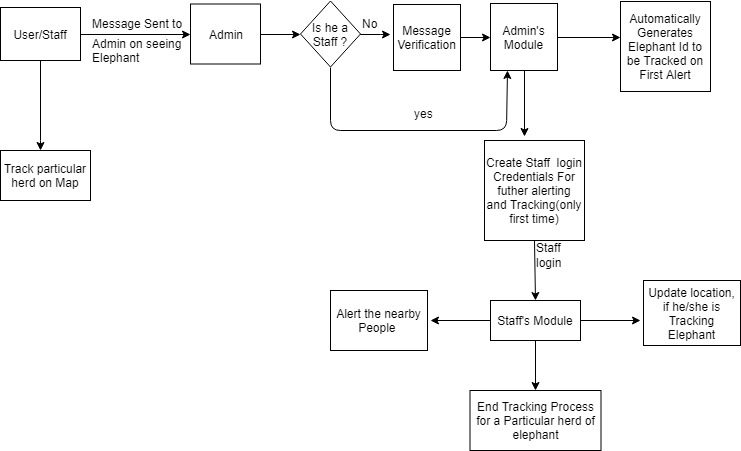 User/Staff
Message Sent to
Admin on seeing
Elephant
Admin
Is he a
Staff ?
No
Message
Verification
Admin's
Module
Automatically
Generates
Elephant Id to
be Tracked on
First Alert
yes
Track particular
herd on Map
Create Staff login
Credentials For
futher alerting
and Tracking(only
first time)
Staff
login
Alert the nearby
People
Staff's Module
Update location,
if he/she is
Tracking
Elephant
End Tracking Process
for a Particular herd of
elephant